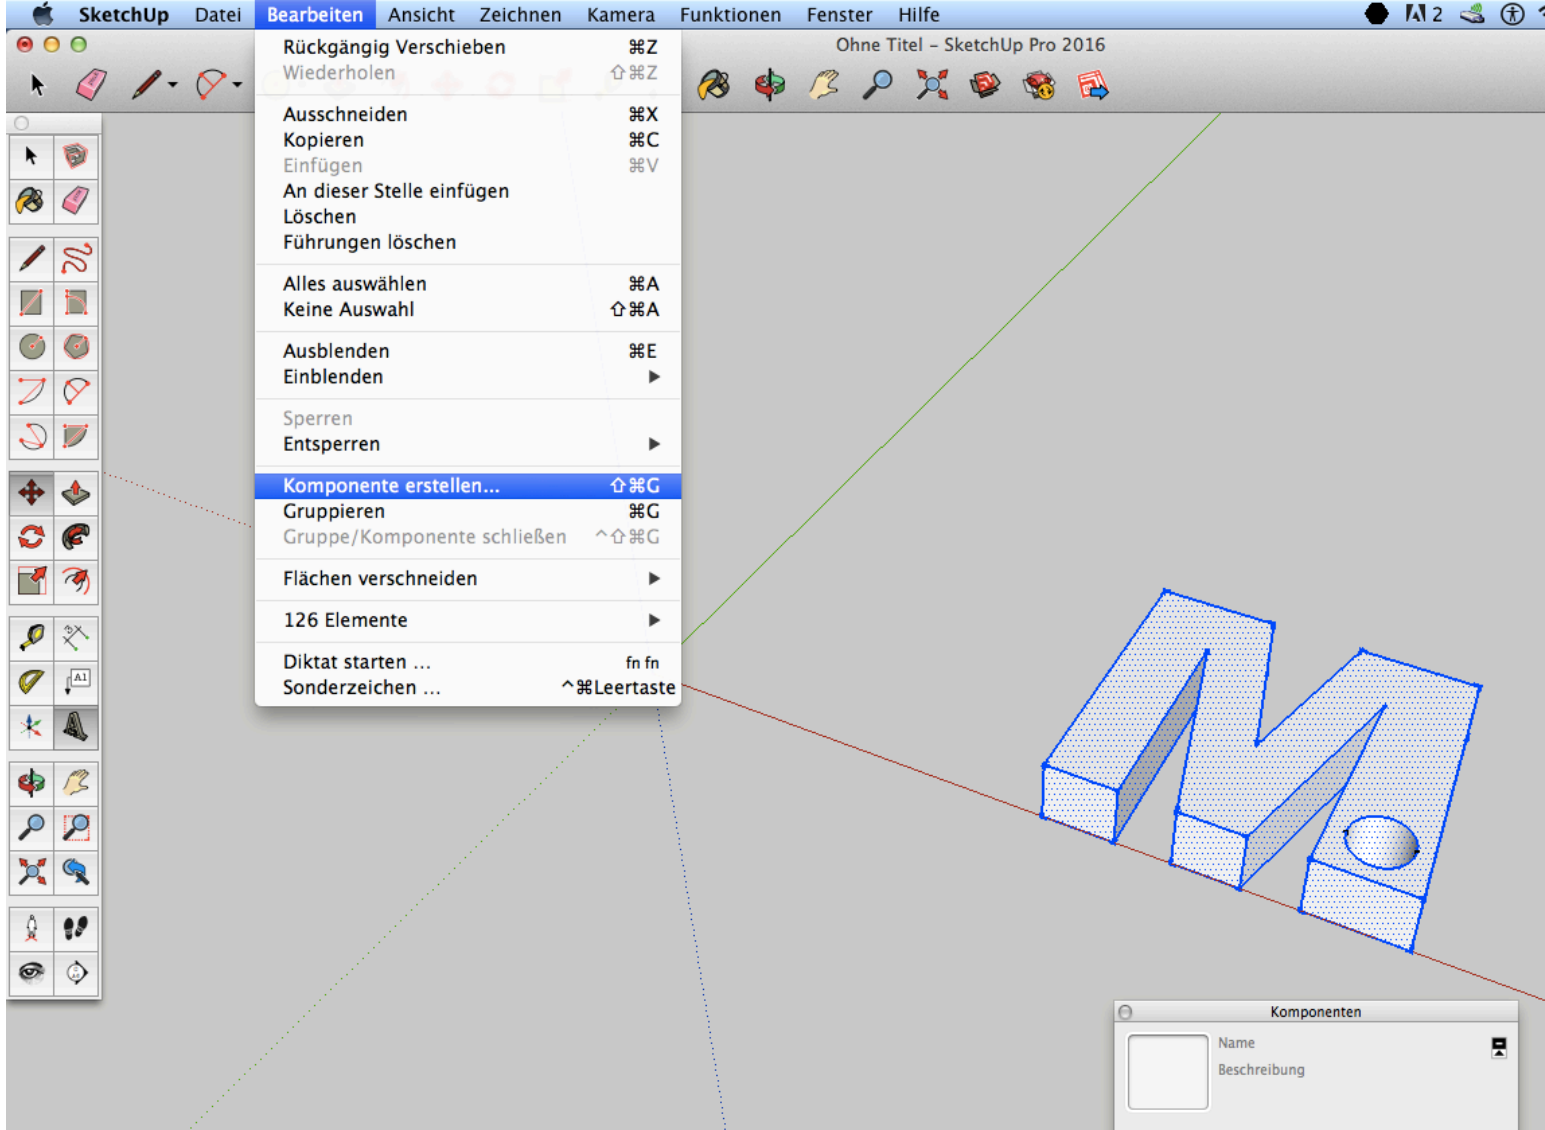 SketchUp Datei Bearbeiten Ansicht Zeichnen Kamera Funktionen Fenster Hilfe 2
Ohne Titel – SketchUp Pro 2016
Rückgängig Verschieben ⌘Z
Wiederholen ⇧⌘Z
Ausschneiden ⌘X
Kopieren ⌘C
Einfügen ⌘V
An dieser Stelle einfügen
Löschen
Führungen löschen
Alles auswählen ⌘A
Keine Auswahl ⇧⌘A
Ausblenden ⌘E
Einblenden ▶
Sperren
Entsperren ▶
Komponente erstellen... ⇧⌘G
Gruppieren ⌘G
Gruppe/Komponente schließen ^⇧⌘G
Flächen verschneiden ▶
126 Elemente ▶
Diktat starten ... fn fn
Sonderzeichen ... ^⌘Leertaste
A1
Komponenten
Name
Beschreibung